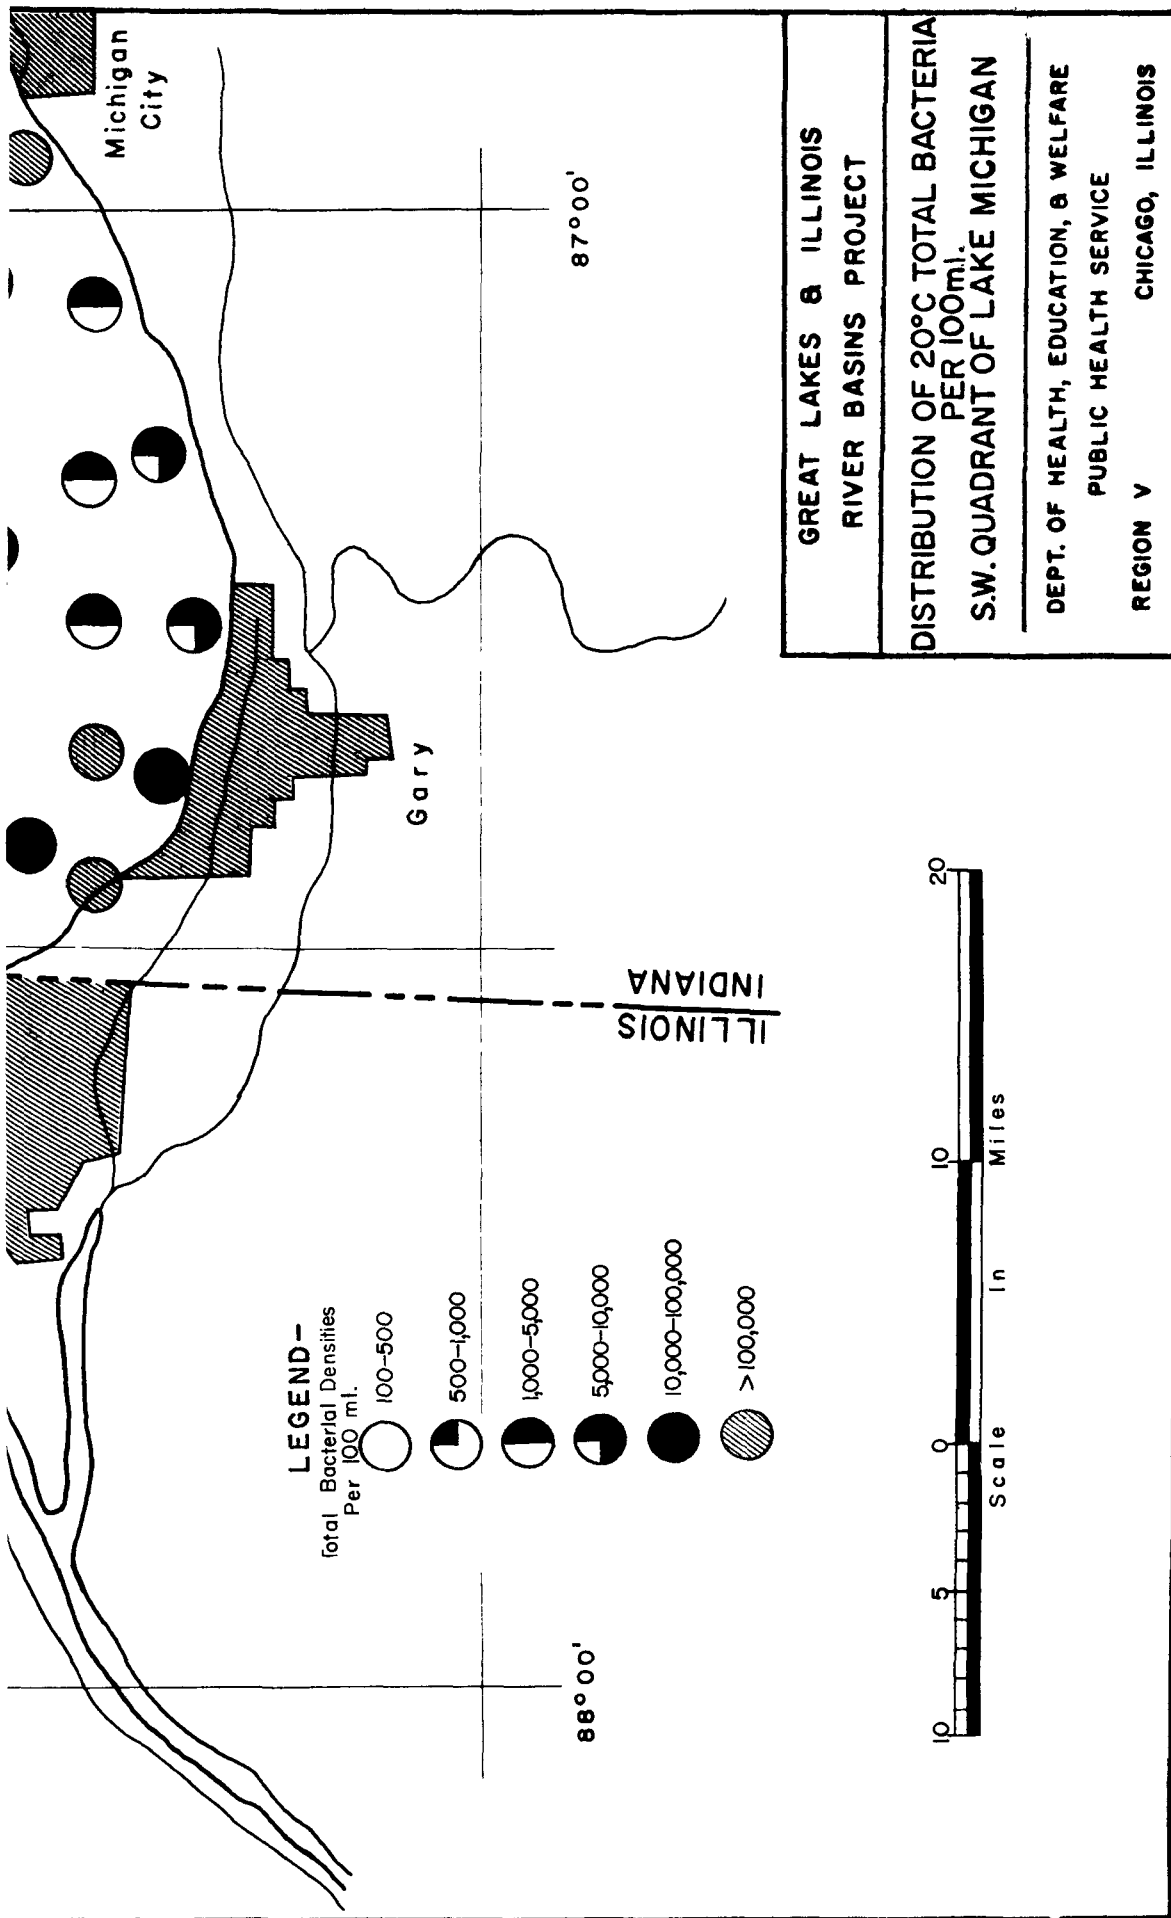 Michigan
City
87°00'
Gary
INDIANA
ILLINOIS
88°00'
LEGEND-
Total Bacterial Densities
Per 100 ml.
100-500
500-1,000
1,000-5,000
5,000-10,000
10,000-100,000
>100,000
10 5 0 10 20
Scale In Miles
GREAT LAKES & ILLINOIS
RIVER BASINS PROJECT
DISTRIBUTION OF 20°C TOTAL BACTERIA
PER 100ml.
S.W. QUADRANT OF LAKE MICHIGAN
DEPT. OF HEALTH, EDUCATION, & WELFARE
PUBLIC HEALTH SERVICE
REGION V CHICAGO, ILLINOIS